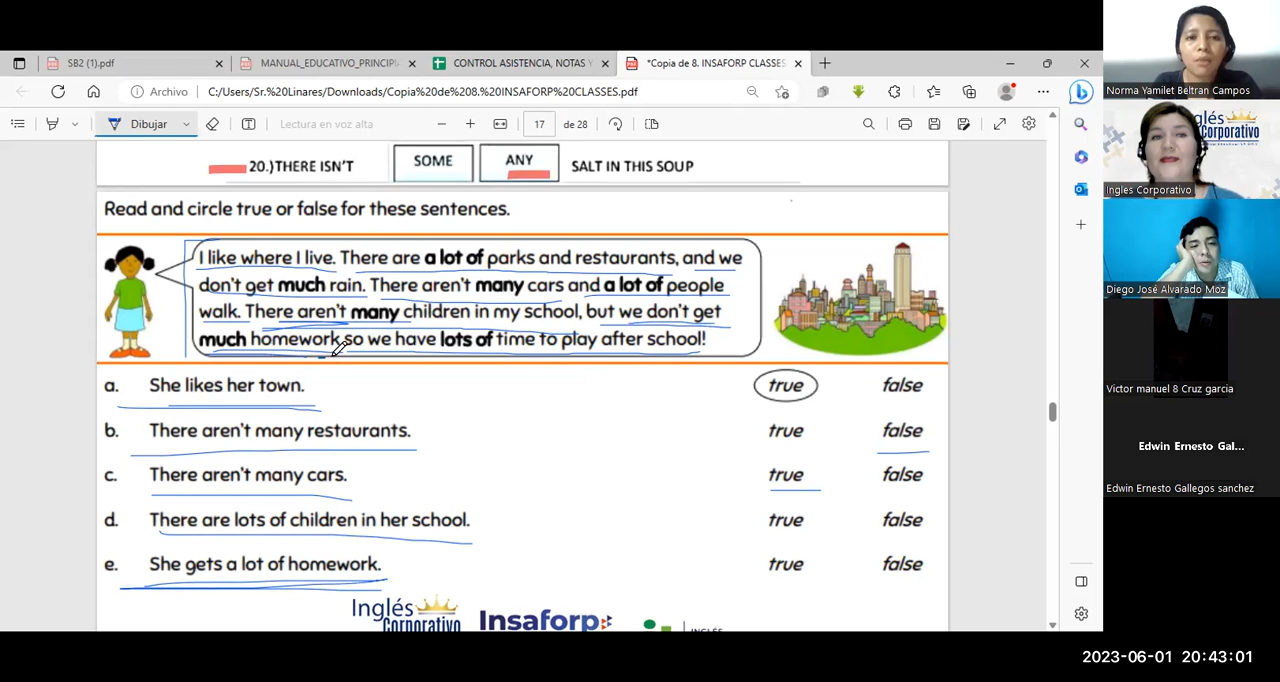 SB2 (1).pdf
MANUAL_EDUCATIVO_PRINCIPI
CONTROL ASISTENCIA, NOTAS Y
*Copia de 8. INSAFORP CLASSES.
Archivo
C:/Users/Sr.%20Linares/Downloads/Copia%20de%208.%20INSAFORP%20CLASSES.pdf
Dibujar
Lectura en voz alta
17
de 28
20.)THERE ISN'T
SOME
ANY
SALT IN THIS SOUP
Read and circle true or false for these sentences.
I like where I live. There are a lot of parks and restaurants, and we
don't get much rain. There aren't many cars and a lot of people
walk. There aren't many children in my school, but we don't get
much homework so we have lots of time to play after school!
a. She likes her town. true false
b. There aren't many restaurants. true false
c. There aren't many cars. true false
d. There are lots of children in her school. true false
e. She gets a lot of homework. true false
Inglés
Corporativo
Insaforp
INGLÉS
Norma Yamilet Beltran Campos
Inglés
Corporativo
Ingles Corporativo
Diego José Alvarado Moz
Victor manuel 8 Cruz garcia
Edwin Ernesto Gal...
Edwin Ernesto Gallegos sanchez
2023-06-01 20:43:01